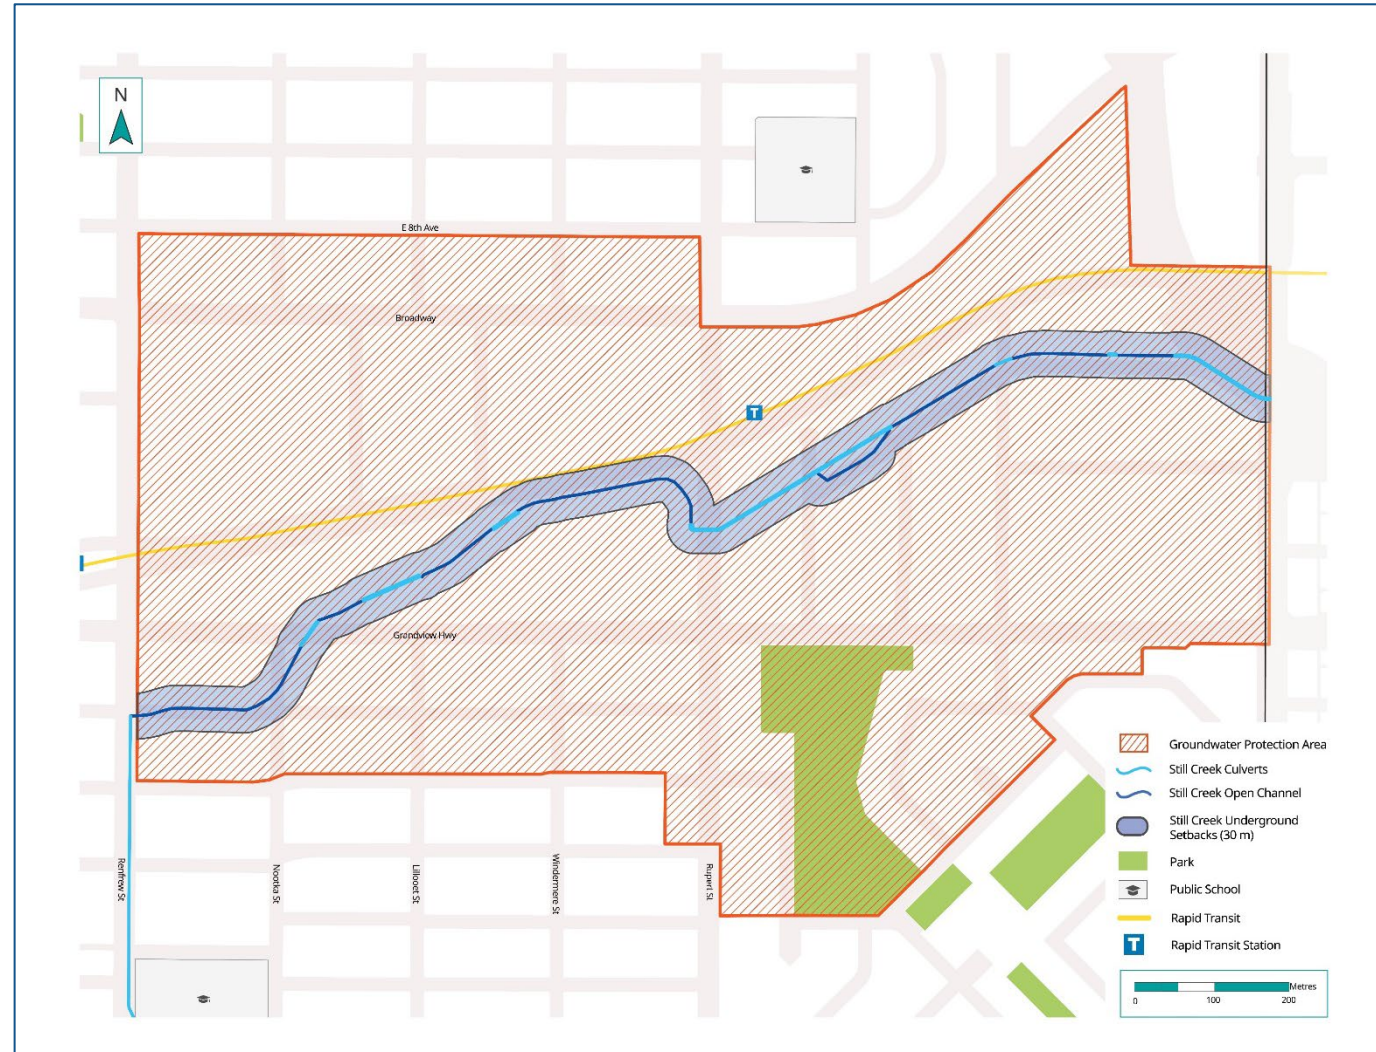 N
E 8th Ave
Broadway
T
Grandview Hwy
Renfrew St
Nootka St
Lillooet St
Windermere St
Rupert St
Groundwater Protection Area
Still Creek Culverts
Still Creek Open Channel
Still Creek Underground
Setbacks (30 m)
Park
Public School
Rapid Transit
T
Rapid Transit Station
Metres
0 100 200